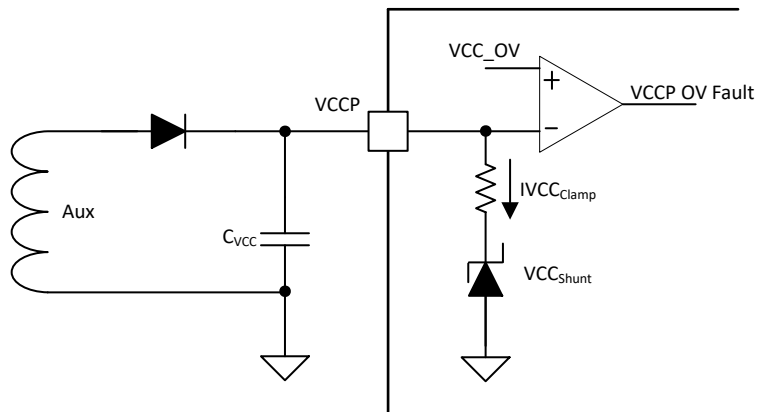 VCC_OV
+
VCCP OV Fault
VCCP
−
IVCCClamp
Aux
CVCC
VCCShunt